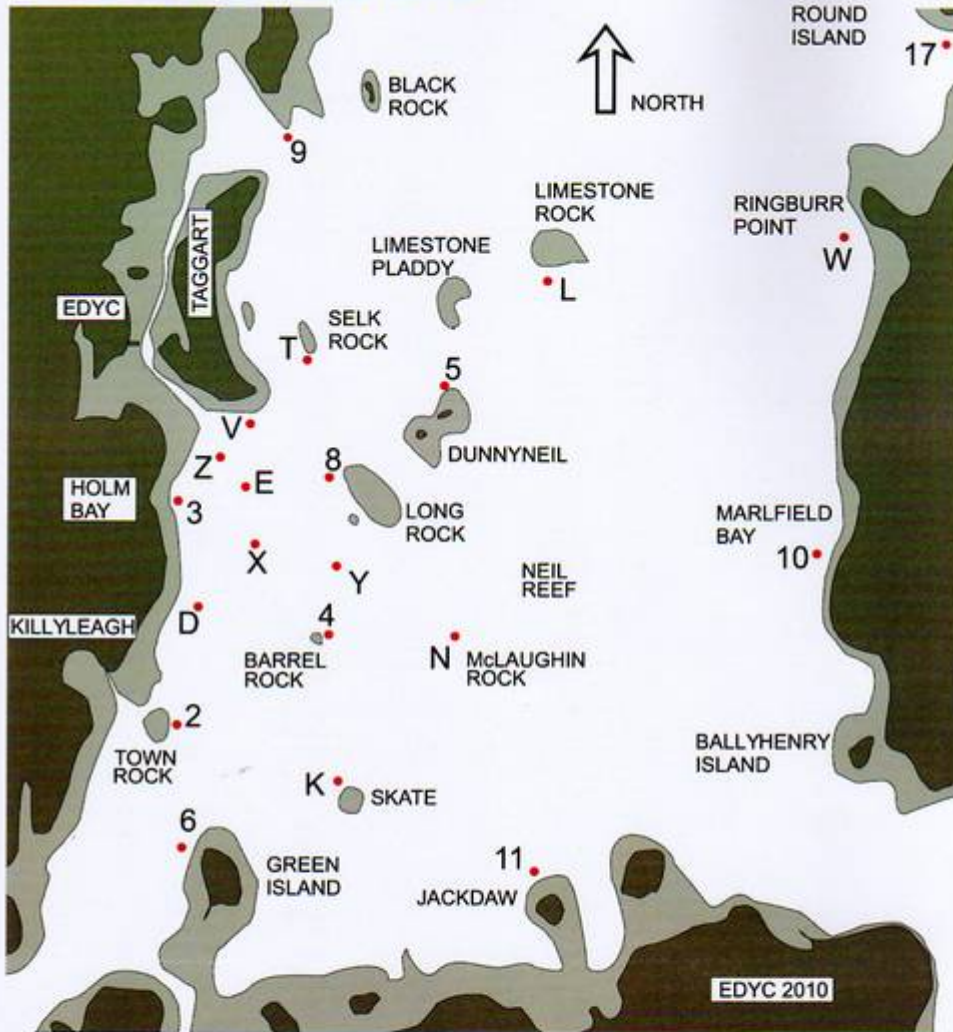 ROUND
ISLAND
17
BLACK
ROCK
NORTH
9
LIMESTONE
ROCK
RINGBURR
POINT
W
LIMESTONE
PLADDY
TAGGART
L
EDYC
SELK
ROCK
T
5
V
DUNNYNEIL
Z
8
E
HOLM
BAY
3
LONG
ROCK
MARLFIELD
BAY
10
X
Y
NEIL
REEF
D
KILLYLEAGH
4
BARREL
ROCK
N
McLAUGHIN
ROCK
2
TOWN
ROCK
BALLYHENRY
ISLAND
K
SKATE
6
GREEN
ISLAND
11
JACKDAW
EDYC 2010